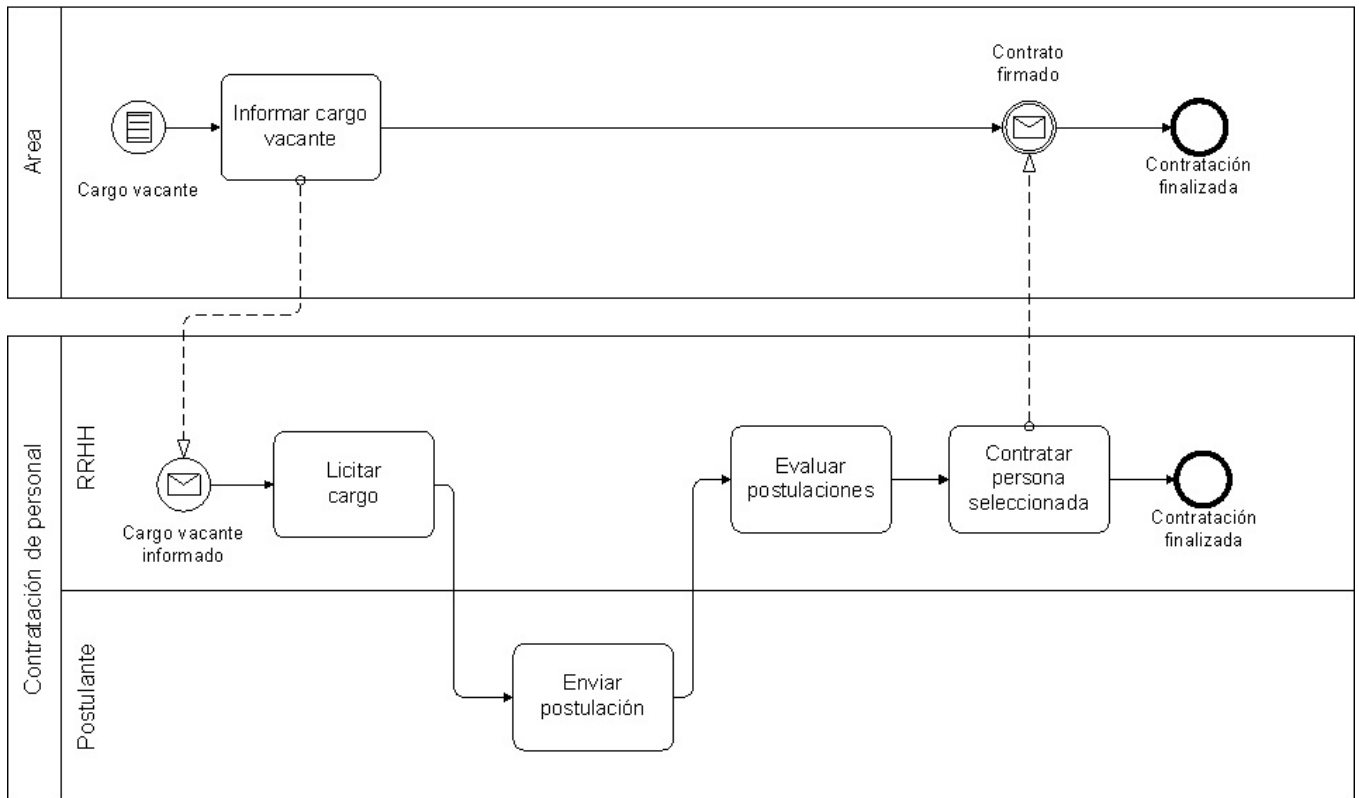 Area
Cargo vacante
Informar cargo
vacante
Contrato
firmado
Contratación
finalizada
Contratación de personal
RRHH
Cargo vacante
informado
Licitar
cargo
Evaluar
postulaciones
Contratar
persona
seleccionada
Contratación
finalizada
Postulante
Enviar
postulación